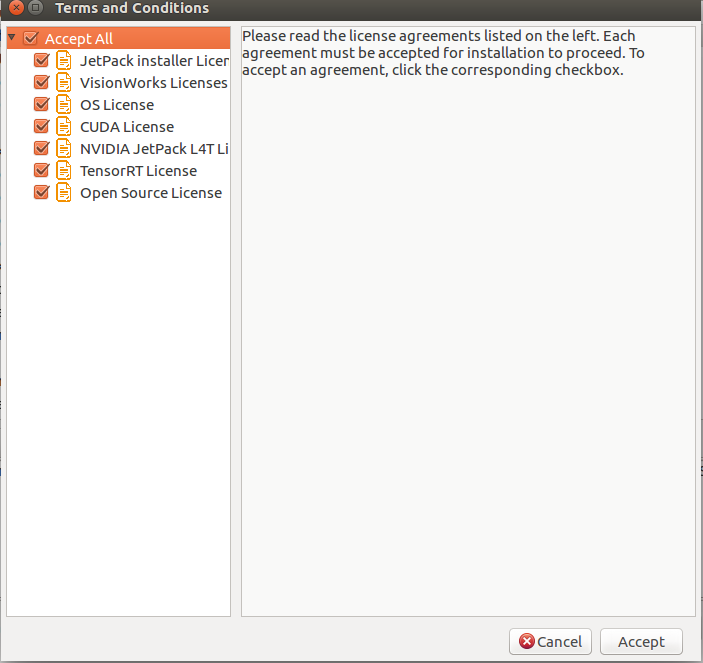 Terms and Conditions
Accept All
JetPack installer Licen
VisionWorks Licenses
OS License
CUDA License
NVIDIA JetPack L4T Li
TensorRT License
Open Source License
Please read the license agreements listed on the left. Each
agreement must be accepted for installation to proceed. To
accept an agreement, click the corresponding checkbox.
Cancel
Accept